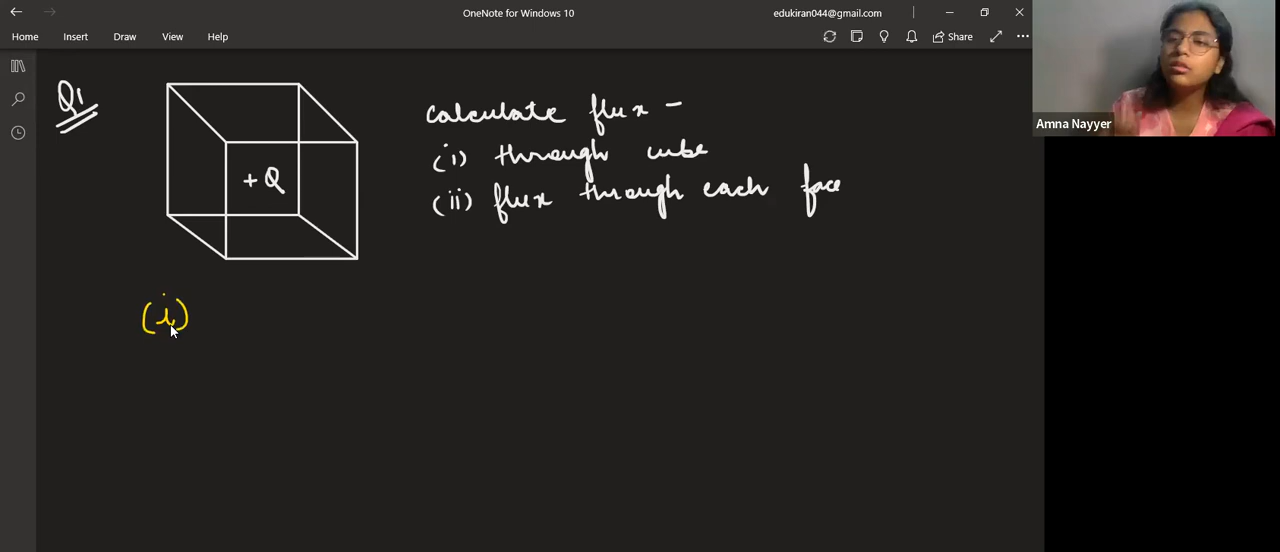 OneNote for Windows 10
edukiran044@gmail.com
Home Insert Draw View Help
Share
Amna Nayyer
Q1
calculate flux -
(i) through cube
(ii) flux through each face
+ Q
(i)